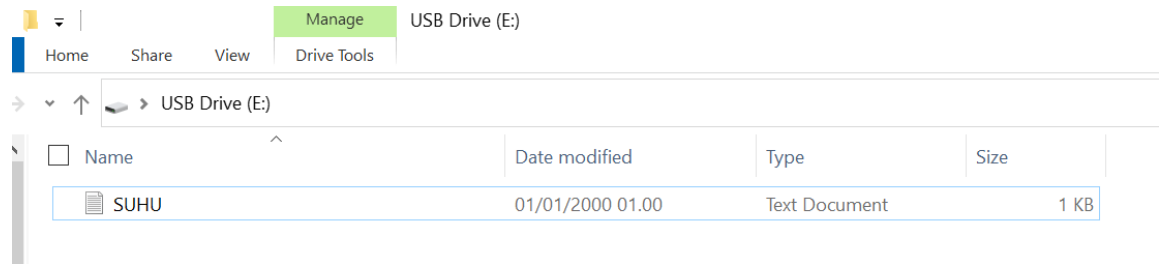 Manage USB Drive (E:)
Home Share View Drive Tools
USB Drive (E:)
Name Date modified Type Size
SUHU 01/01/2000 01.00 Text Document 1 KB